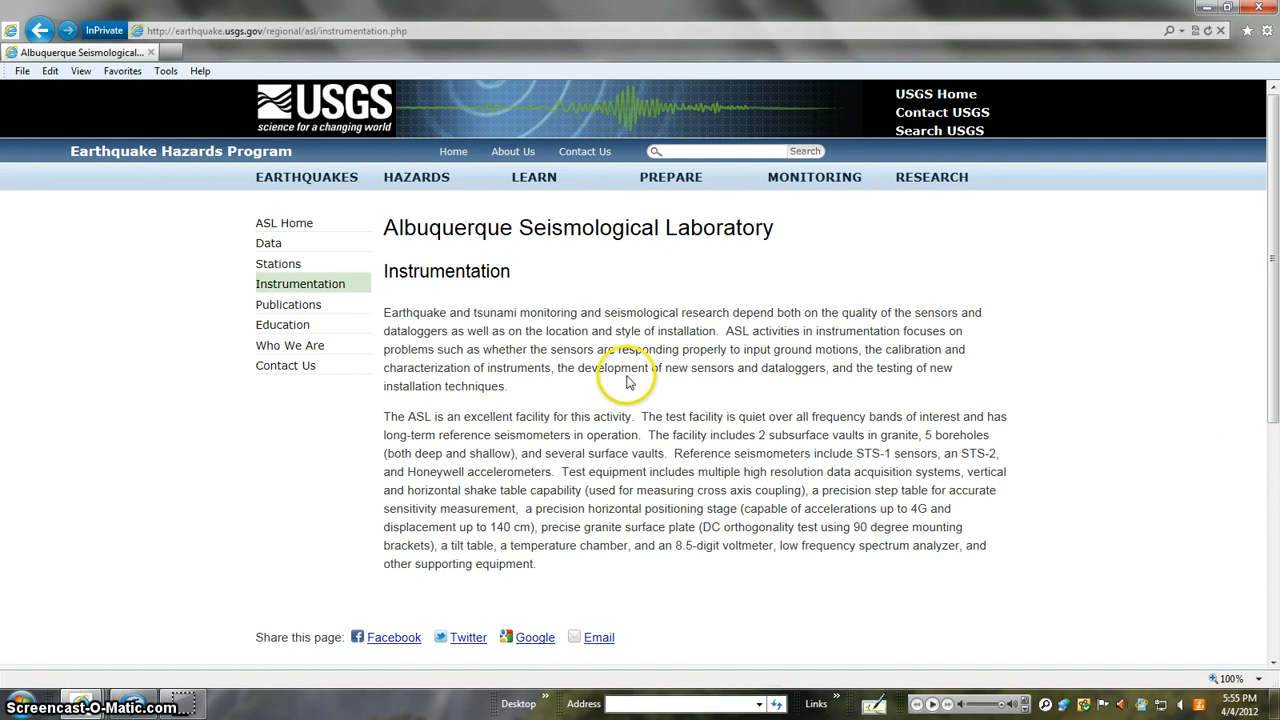 InPrivate
http://earthquake.usgs.gov/regional/asl/instrumentation.php
Albuquerque Seismological...
File Edit View Favorites Tools Help
USGS
science for a changing world
USGS Home
Contact USGS
Search USGS
Earthquake Hazards Program
Home About Us Contact Us Search
EARTHQUAKES HAZARDS LEARN PREPARE MONITORING RESEARCH
ASL Home
Data
Stations
Instrumentation
Publications
Education
Who We Are
Contact Us
Albuquerque Seismological Laboratory
Instrumentation
Earthquake and tsunami monitoring and seismological research depend both on the quality of the sensors and
dataloggers as well as on the location and style of installation. ASL activities in instrumentation focuses on
problems such as whether the sensors are responding properly to input ground motions, the calibration and
characterization of instruments, the development of new sensors and dataloggers, and the testing of new
installation techniques.
The ASL is an excellent facility for this activity. The test facility is quiet over all frequency bands of interest and has
long-term reference seismometers in operation. The facility includes 2 subsurface vaults in granite, 5 boreholes
(both deep and shallow), and several surface vaults. Reference seismometers include STS-1 sensors, an STS-2,
and Honeywell accelerometers. Test equipment includes multiple high resolution data acquisition systems, vertical
and horizontal shake table capability (used for measuring cross axis coupling), a precision step table for accurate
sensitivity measurement, a precision horizontal positioning stage (capable of accelerations up to 4G and
displacement up to 140 cm), precise granite surface plate (DC orthogonality test using 90 degree mounting
brackets), a tilt table, a temperature chamber, and an 8.5-digit voltmeter, low frequency spectrum analyzer, and
other supporting equipment.
Share this page: Facebook Twitter Google Email
100%
Screencast-O-Matic.com
Desktop
Address
Links
5:55 PM
4/4/2012